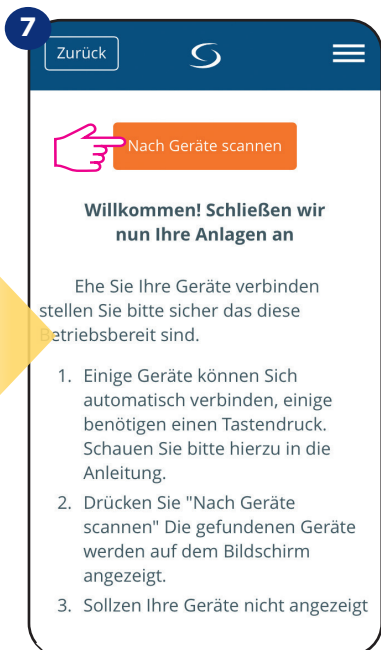 7
Zurück
Nach Geräte scannen
Willkommen! Schließen wir
nun Ihre Anlagen an
Ehe Sie Ihre Geräte verbinden
stellen Sie bitte sicher das diese
Betriebsbereit sind.
1. Einige Geräte können Sich
automatisch verbinden, einige
benötigen einen Tastendruck.
Schauen Sie bitte hierzu in die
Anleitung.
2. Drücken Sie "Nach Geräte
scannen" Die gefundenen Geräte
werden auf dem Bildschirm
angezeigt.
3. Sollzen Ihre Geräte nicht angezeigt